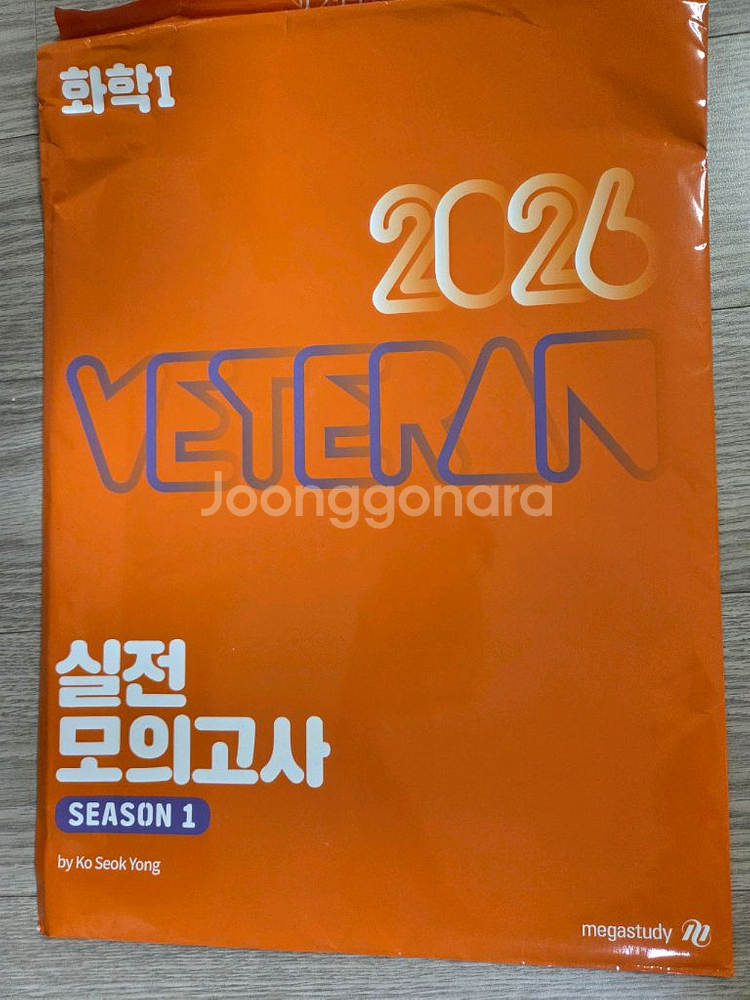 화학I
2026
VETERAN
Joonggonara
실전
모의고사
SEASON 1
by Ko Seok Yong
megastudy